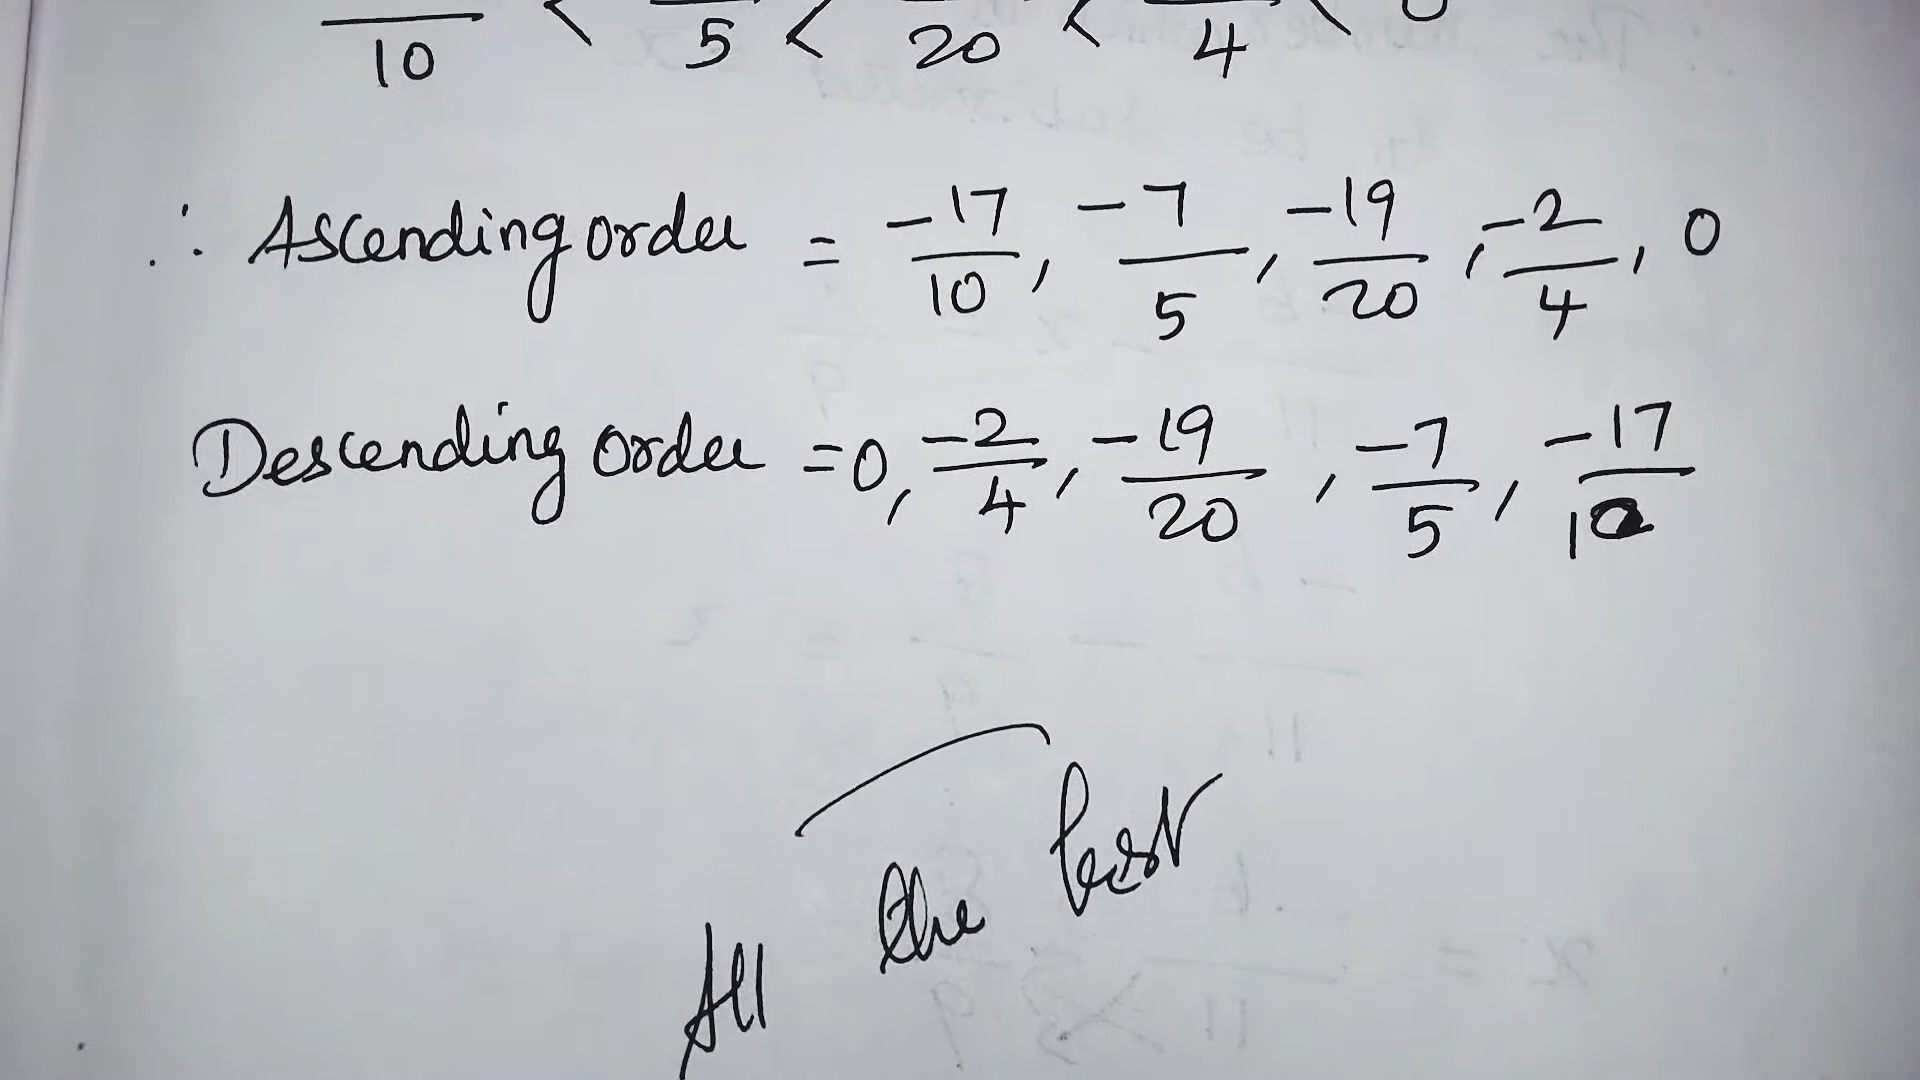 10 < 5 < 20 < 4 < 0
∴ Ascending order = -17/10, -7/5, -19/20, -2/4, 0
Descending order = 0, -2/4, -19/20, -7/5, -17/10
All the best